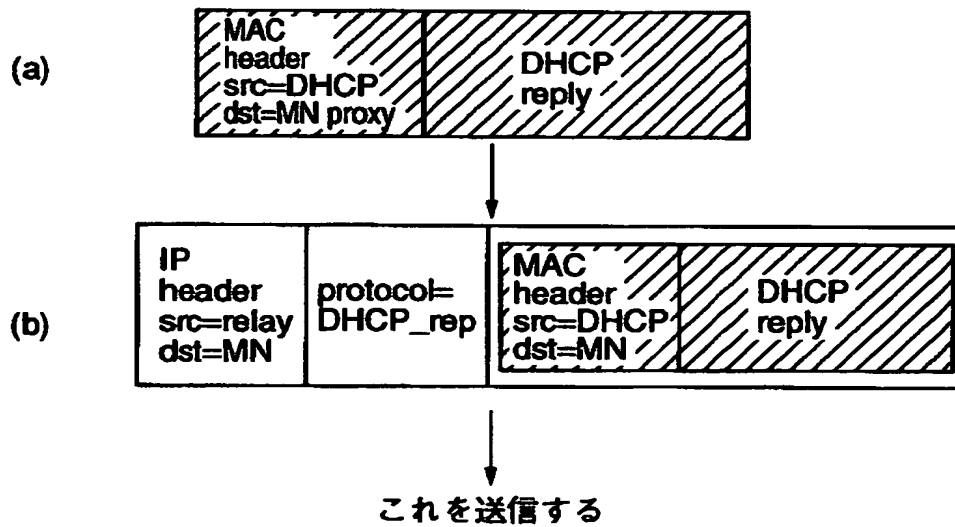 (a)
MAC
header
src=DHCP
dst=MN proxy
DHCP
reply
(b)
IP
header
src=relay
dst=MN
protocol=
DHCP_rep
MAC
header
src=DHCP
dst=MN
DHCP
reply
これを送信する